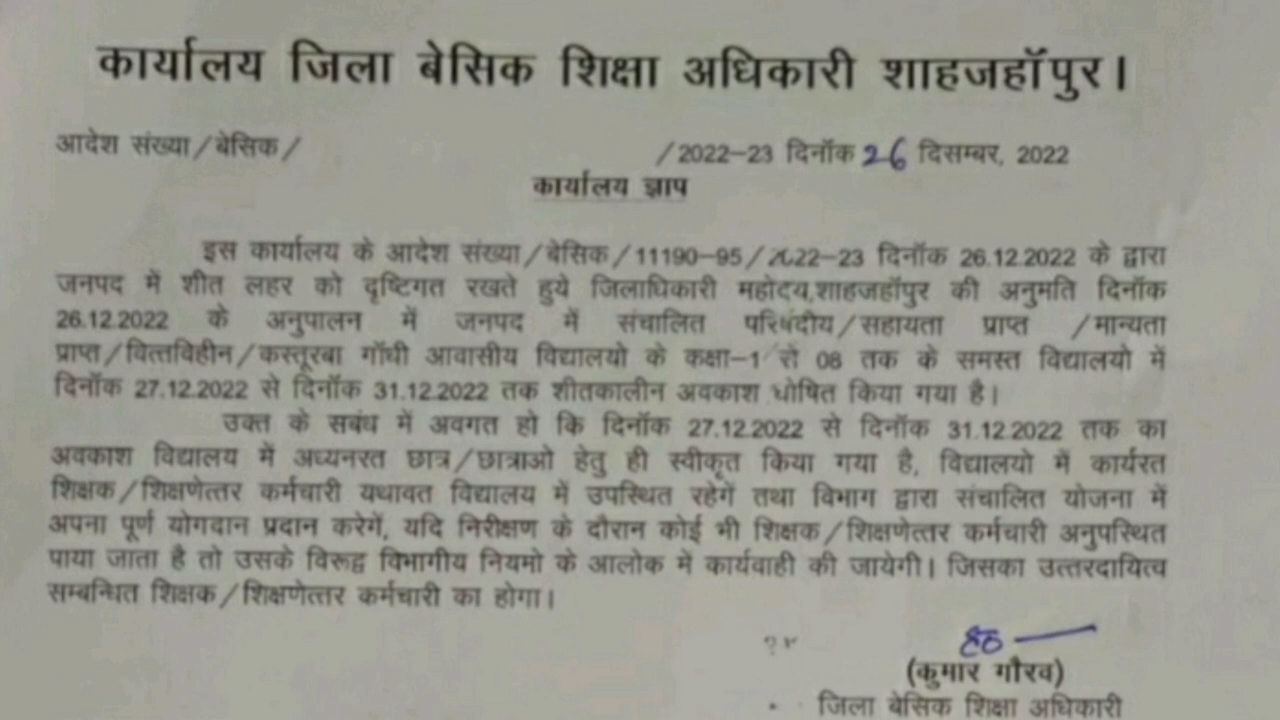 कार्यालय जिला बेसिक शिक्षा अधिकारी शाहजहॉपुर।
आदेश संख्या/बेसिक/ /2022-23 दिनॉक 26 दिसम्बर, 2022
कार्यालय ज्ञाप
इस कार्यालय के आदेश संख्या/बेसिक/11190-95/2022-23 दिनॉक 26.12.2022 के द्वारा
जनपद में शीत लहर को दृष्टिगत रखते हुये जिलाधिकारी महोदय,शाहजहॉपुर की अनुमति दिनॉक
26.12.2022 के अनुपालन में जनपद में संचालित परिषदीय/सहायता प्राप्त /मान्यता
प्राप्त/वित्तविहीन/कस्तूरबा गॉधी आवासीय विद्यालयो के कक्षा-1 से 08 तक के समस्त विद्यालयो में
दिनॉक 27.12.2022 से दिनॉक 31.12.2022 तक शीतकालीन अवकाश घोषित किया गया है।
उक्त के सबंध में अवगत हो कि दिनॉक 27.12.2022 से दिनॉक 31.12.2022 तक का
अवकाश विद्यालय में अध्यनरत छात्र/छात्राओ हेतु ही स्वीकृत किया गया है, विद्यालयो में कार्यरत
शिक्षक/शिक्षणेत्तर कर्मचारी यथावत विद्यालय में उपस्थित रहेगें तथा विभाग द्वारा संचालित योजना में
अपना पूर्ण योगदान प्रदान करेगें, यदि निरीक्षण के दौरान कोई भी शिक्षक/शिक्षणेत्तर कर्मचारी अनुपस्थित
पाया जाता है तो उसके विरूद्व विभागीय नियमो के आलोक में कार्यवाही की जायेगी। जिसका उत्तरदायित्व
सम्बन्धित शिक्षक/शिक्षणेत्तर कर्मचारी का होगा।
(कुमार गौरव)
जिला बेसिक शिक्षा अधिकारी